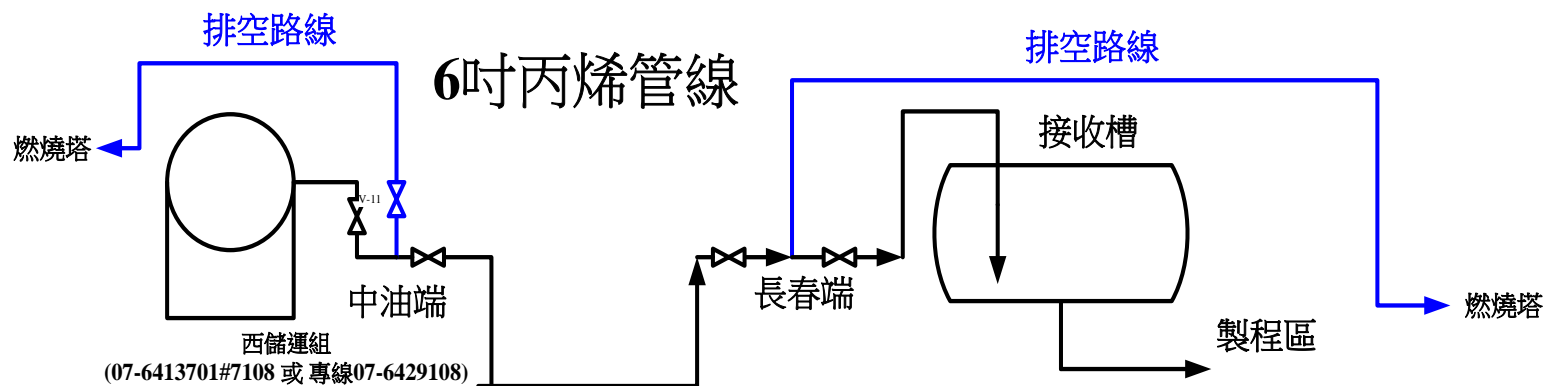 排空路線
6吋丙烯管線
排空路線
燃燒塔
接收槽
V-11
中油端
長春端
燃燒塔
製程區
西儲運組
(07-6413701#7108 或 專線07-6429108)